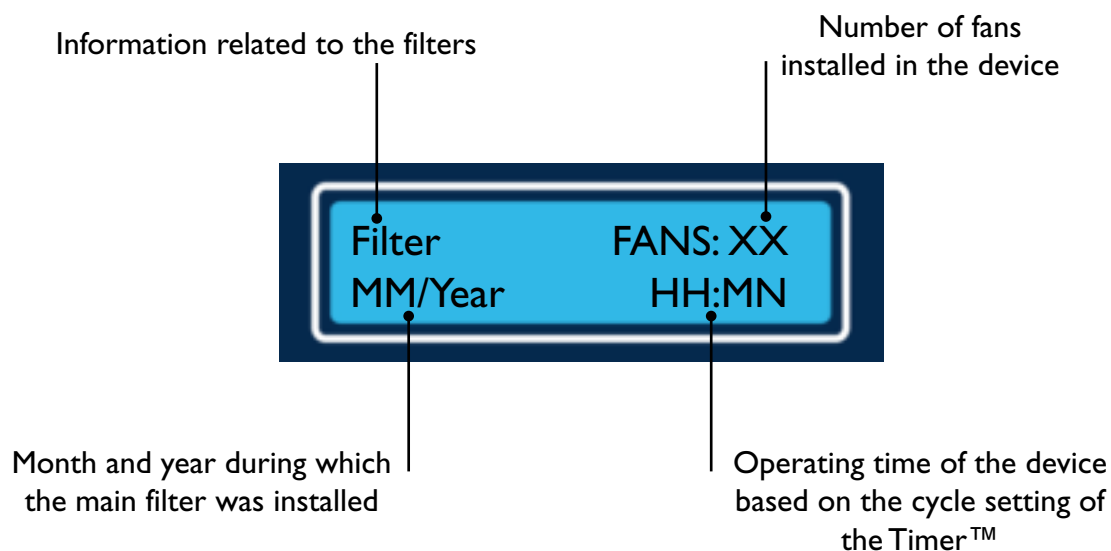 Information related to the filters
Number of fans
installed in the device
Filter FANS: XX
MM/Year HH:MN
Month and year during which
the main filter was installed
Operating time of the device
based on the cycle setting of
the Timer™